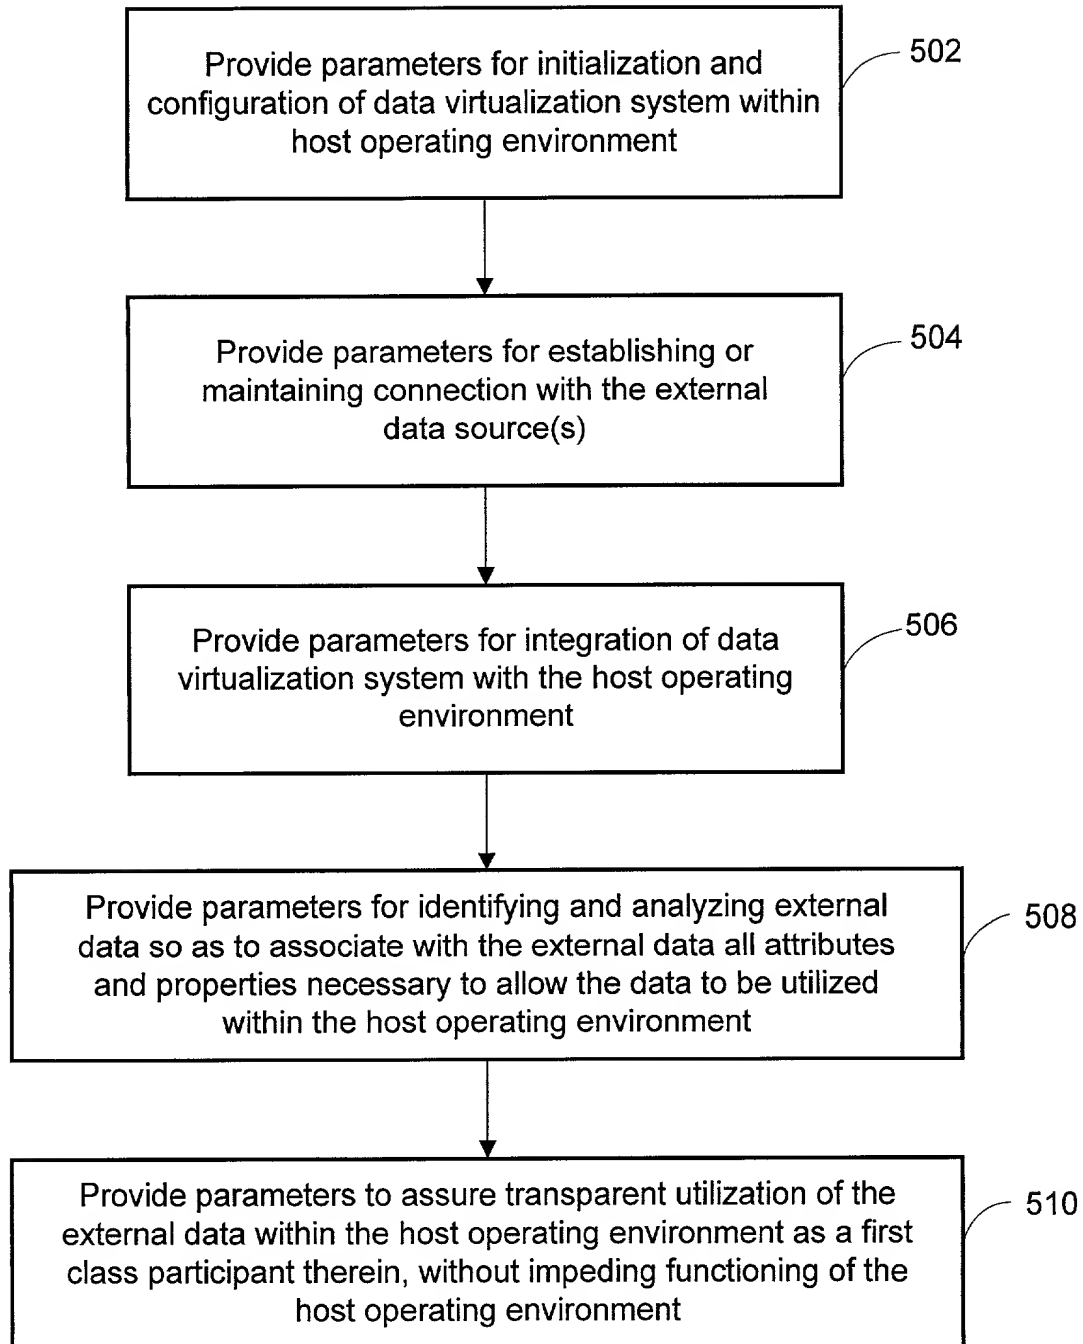 Provide parameters for initialization and
configuration of data virtualization system within
host operating environment
502
Provide parameters for establishing or
maintaining connection with the external
data source(s)
504
Provide parameters for integration of data
virtualization system with the host operating
environment
506
Provide parameters for identifying and analyzing external
data so as to associate with the external data all attributes
and properties necessary to allow the data to be utilized
within the host operating environment
508
Provide parameters to assure transparent utilization of the
external data within the host operating environment as a first
class participant therein, without impeding functioning of the
host operating environment
510